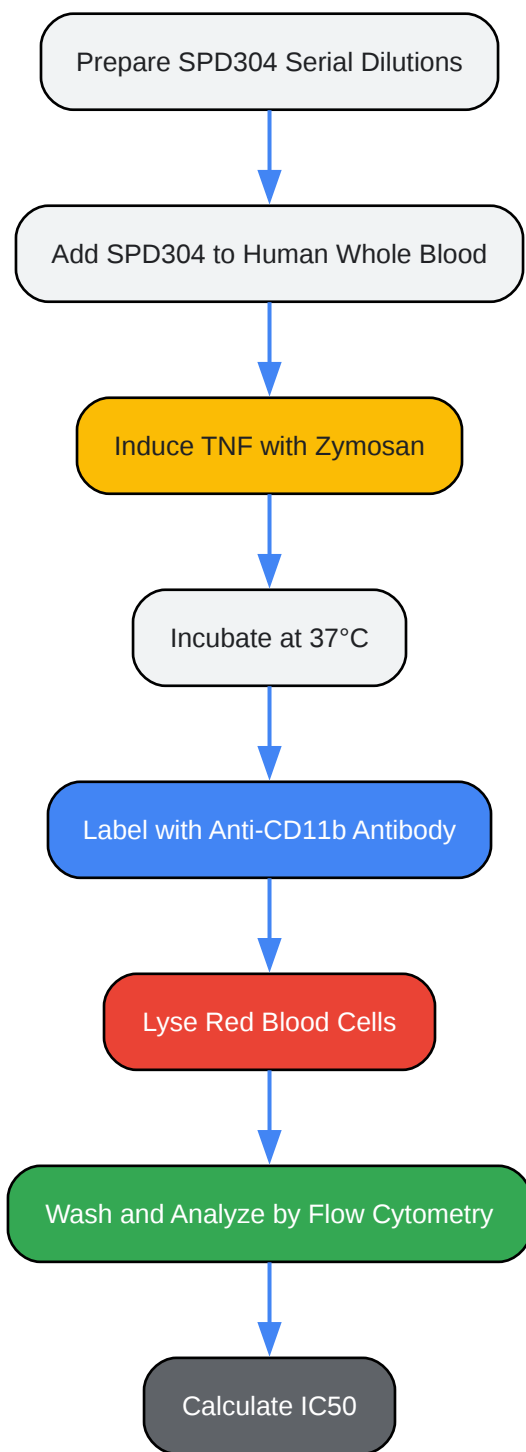 Prepare SPD304 Serial Dilutions
Add SPD304 to Human Whole Blood
Induce TNF with Zymosan
Incubate at 37°C
Label with Anti-CD11b Antibody
Lyse Red Blood Cells
Wash and Analyze by Flow Cytometry
Calculate IC50